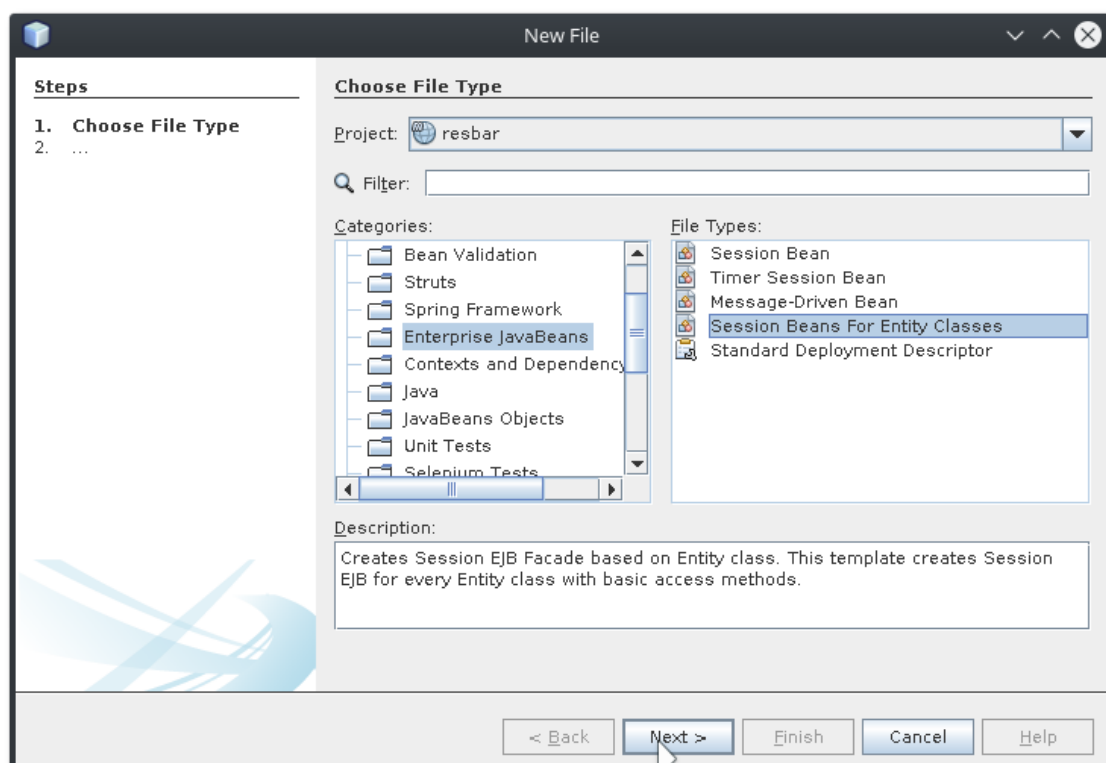 New File
Steps
1. Choose File Type
2. ...
Choose File Type
Project: resbar
Filter:
Categories:
Bean Validation
Struts
Spring Framework
Enterprise JavaBeans
Contexts and Dependency
Java
JavaBeans Objects
Unit Tests
Selenium Tests
File Types:
Session Bean
Timer Session Bean
Message-Driven Bean
Session Beans For Entity Classes
Standard Deployment Descriptor
Description:
Creates Session EJB Facade based on Entity class. This template creates Session
EJB for every Entity class with basic access methods.
< Back
Next >
Finish
Cancel
Help